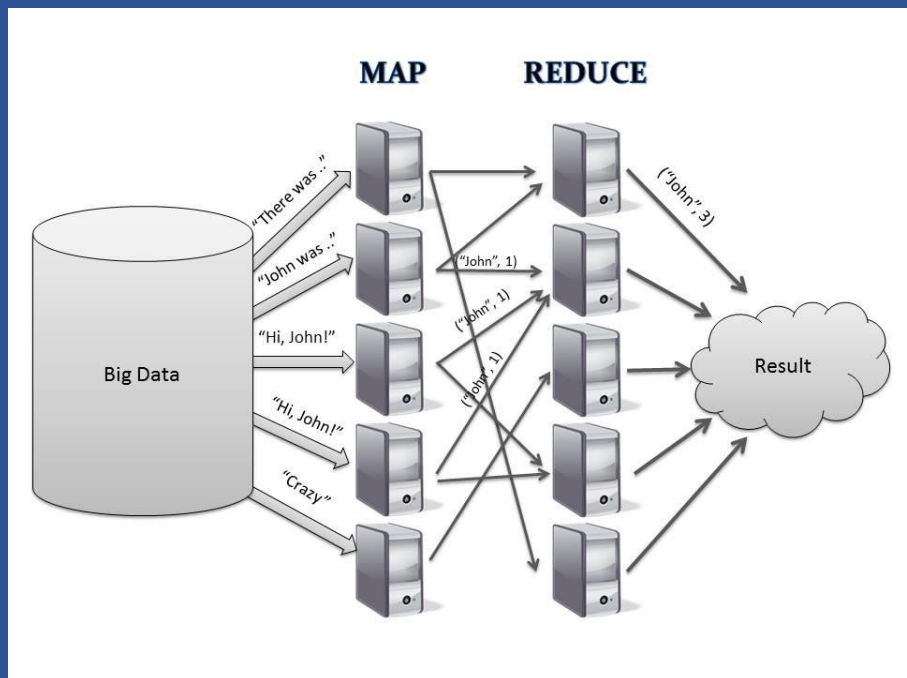 MAP
REDUCE
“There was ..”
“John was ..”
“Hi, John!”
“Hi, John!”
“Crazy”
Big Data
(“John”, 1)
(“John”, 1)
(“John”, 1)
(“John”, 3)
Result